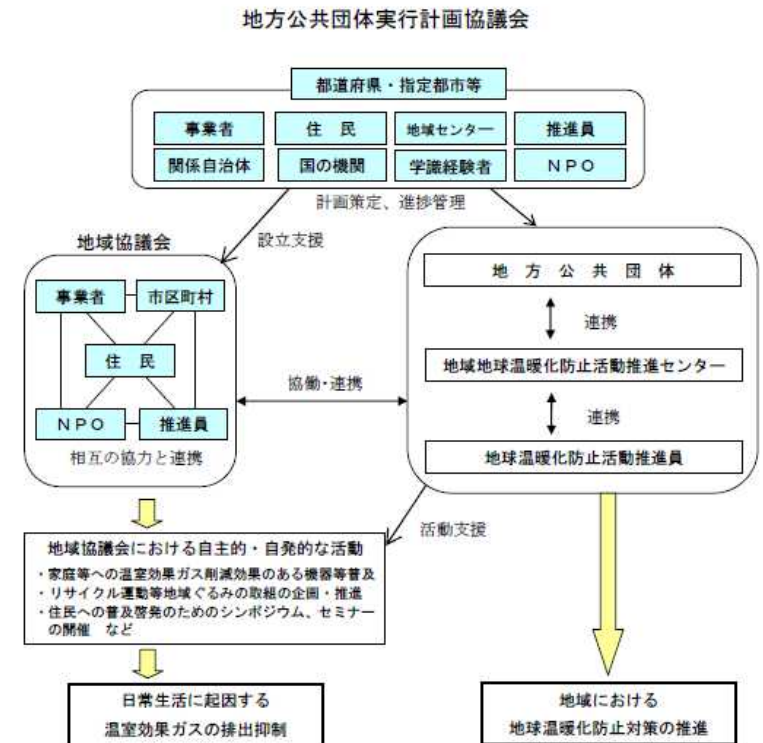 地方公共団体実行計画協議会
都道府県・指定都市等
事業者
住 民
地域センター
推進員
関係自治体
国の機関
学識経験者
NPO
計画策定、進捗管理
地域協議会
設立支援
事業者
市区町村
住 民
NPO
推進員
相互の協力と連携
協働・連携
地 方 公 共 団 体
連携
地域地球温暖化防止活動推進センター
連携
地球温暖化防止活動推進員
活動支援
地域協議会における自主的・自発的な活動
・家庭等への温室効果ガス削減効果のある機器等普及
・リサイクル運動等地域ぐるみの取組の企画・推進
・住民への普及啓発のためのシンポジウム、セミナー
の開催 など
日常生活に起因する
温室効果ガスの排出抑制
地域における
地球温暖化防止対策の推進